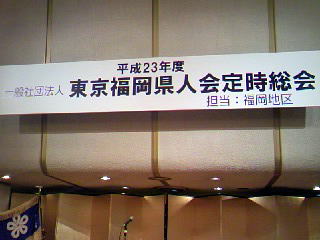 平成23年度
一般社団法人 東京福岡県人会定時総会
担当：福岡地区